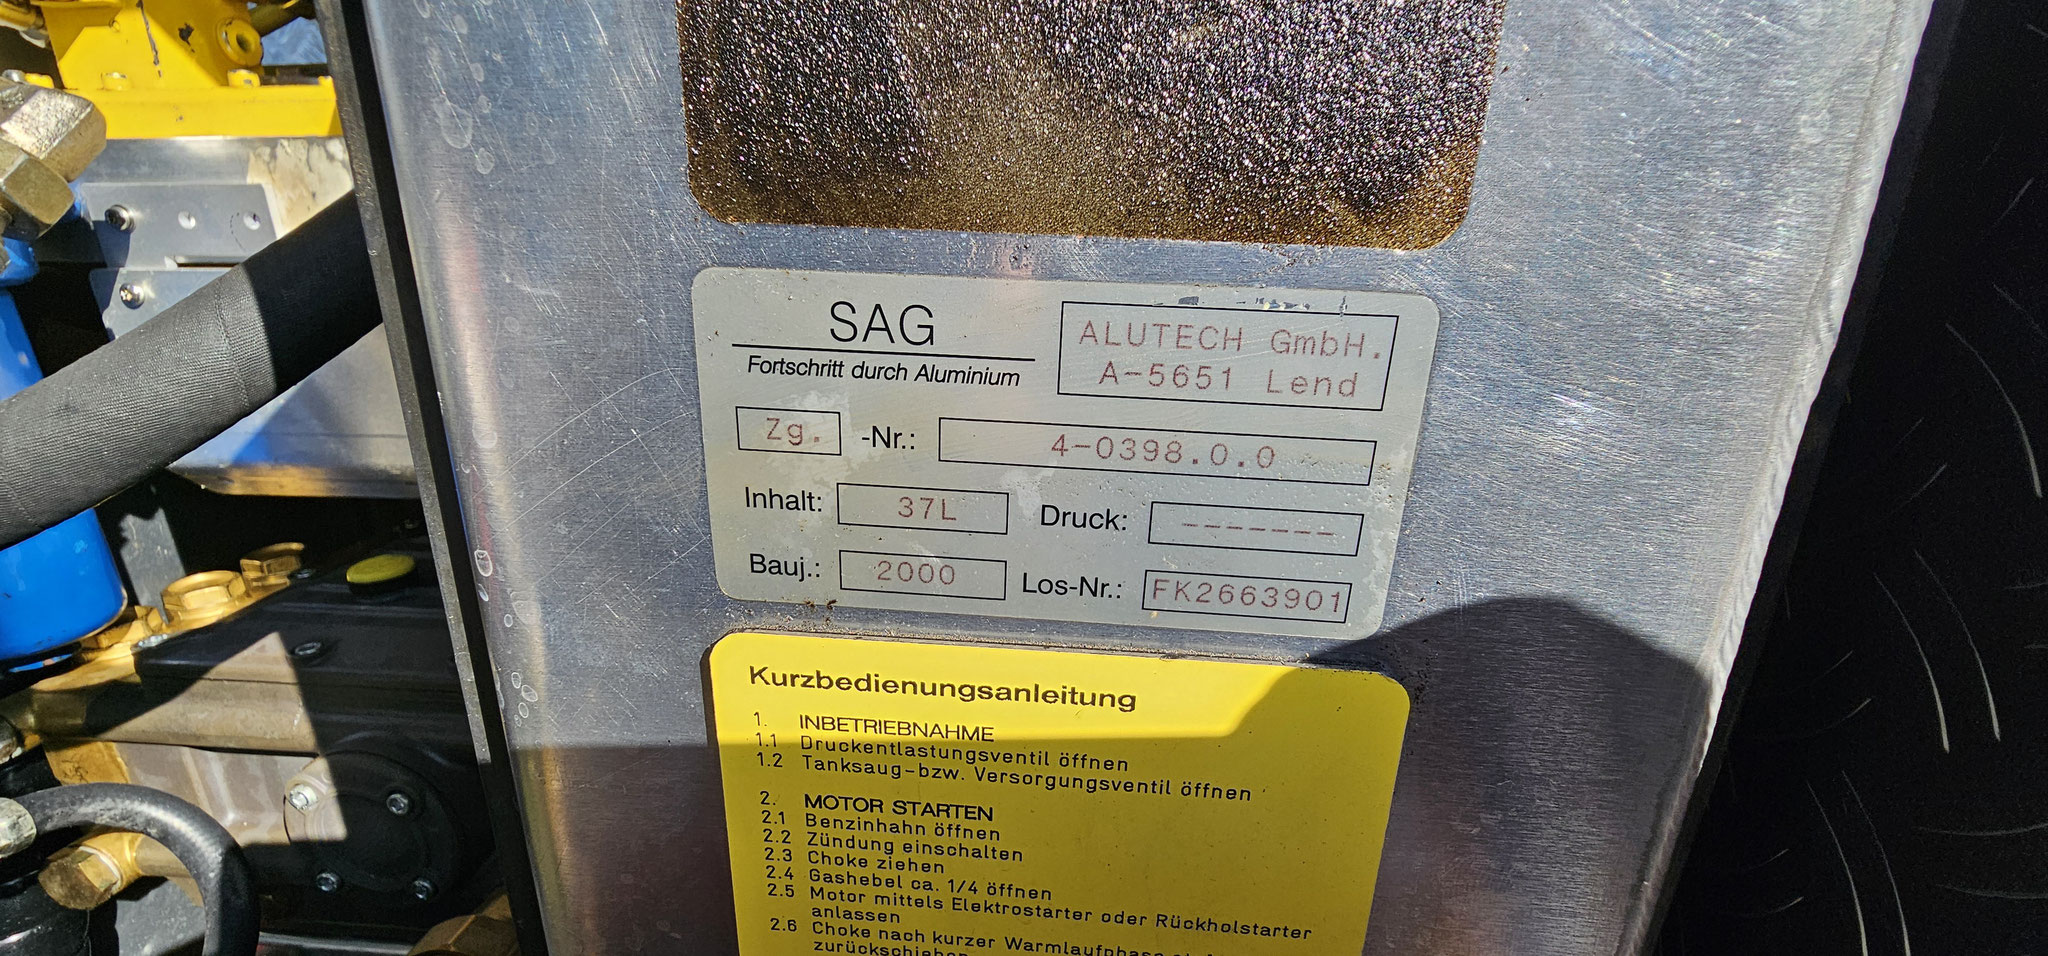 SAG
Fortschritt durch Aluminium
ALUTECH GmbH.
A-5651 Lend
Zg. -Nr.: 4-0398.0.0
Inhalt: 37L Druck: -------
Bauj.: 2000 Los-Nr.: FK2663901
Kurzbedienungsanleitung
1. INBETRIEBNAHME
1.1 Druckentlastungsventil öffnen
1.2 Tanksaug-bzw. Versorgungsventil öffnen
2. MOTOR STARTEN
2.1 Benzinhahn öffnen
2.2 Zündung einschalten
2.3 Choke ziehen
2.4 Gashebel ca. 1/4 öffnen
2.5 Motor mittels Elektrostarter oder Rückholstarter
anlassen
2.6 Choke nach kurzer Warmlaufphase
zurückschieben